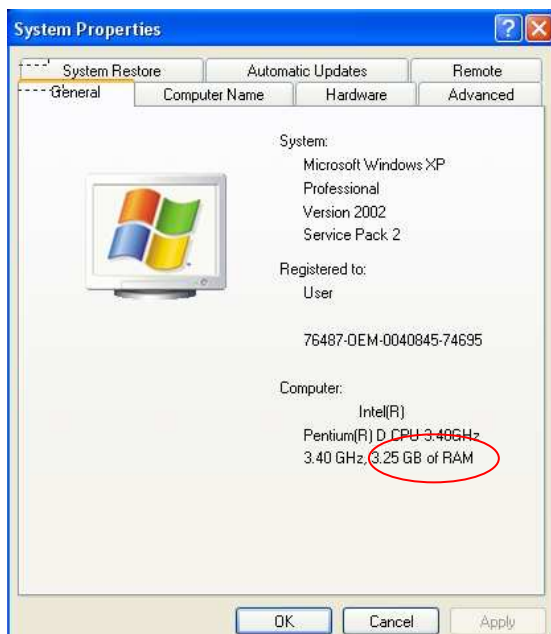 System Properties
System Restore Automatic Updates Remote
General Computer Name Hardware Advanced
System:
Microsoft Windows XP
Professional
Version 2002
Service Pack 2
Registered to:
User
76487-OEM-0040845-74695
Computer:
Intel(R)
Pentium(R) D CPU 3.40GHz
3.40 GHz, 3.25 GB of RAM
OK Cancel Apply